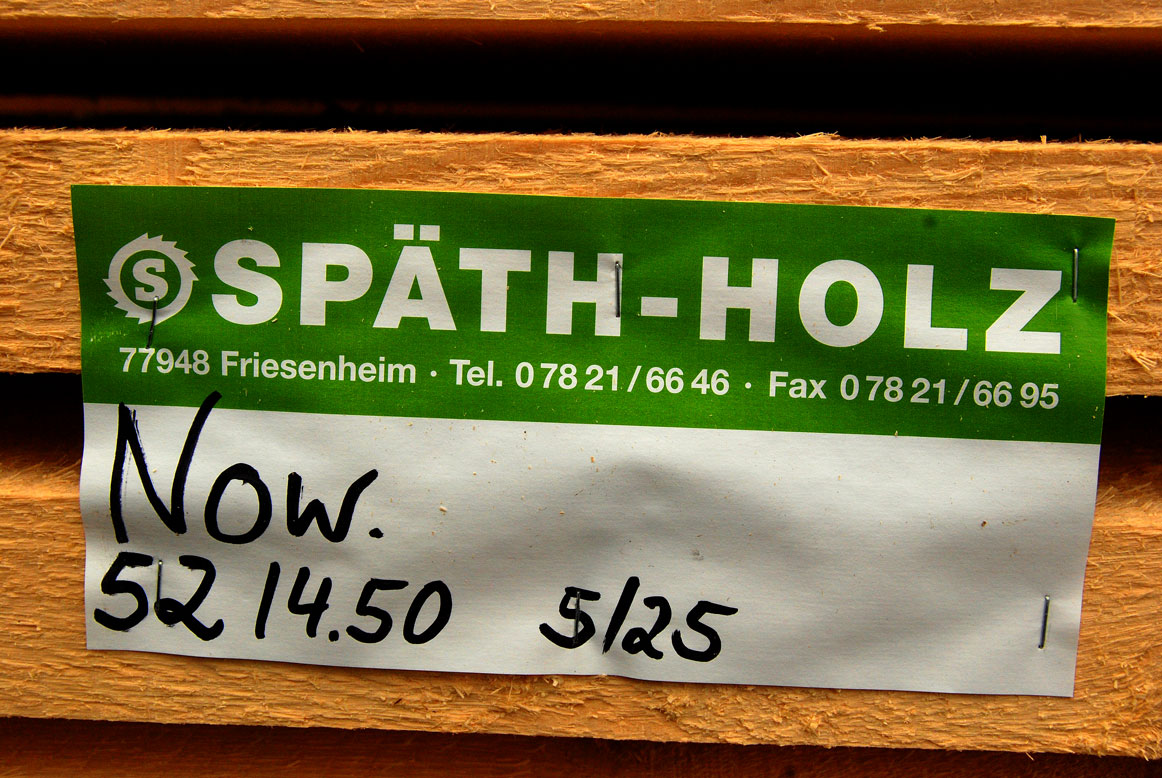 S SPÄTH-HOLZ
77948 Friesenheim · Tel. 0 78 21 / 66 46 · Fax 0 78 21 / 66 95
Now.
52 14.50 5/25